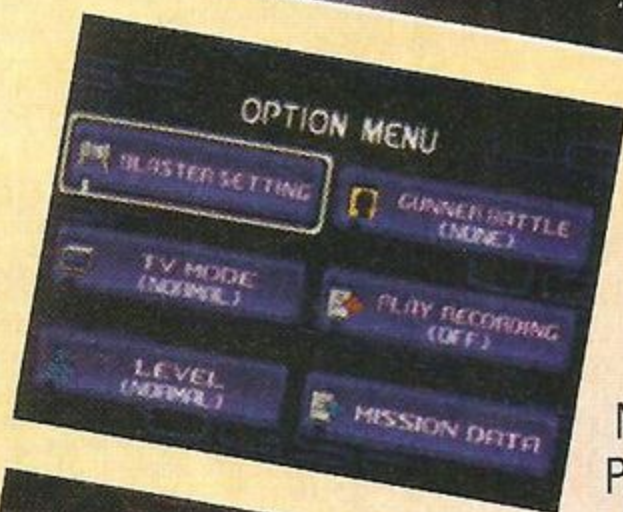 OPTION MENU
BLASTER SETTING
GUNNER BATTLE
(NONE)
TV MODE
(NORMAL)
PLAY RECORDING
(OFF)
LEVEL
(NORMAL)
MISSION DATA